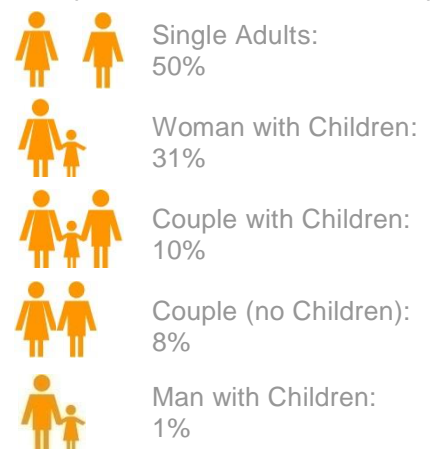 Single Adults:
50%
Woman with Children:
31%
Couple with Children:
10%
Couple (no Children):
8%
Man with Children:
1%